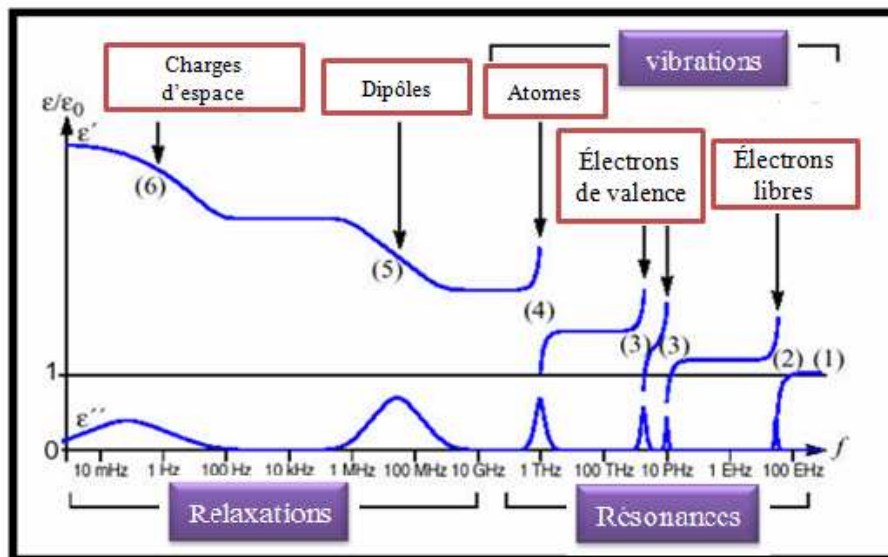 vibrations
Charges
d'espace
Dipôles
Atomes
ε/ε0
ε´
Électrons
de valence
Électrons
libres
(6)
(5)
(4)
(3)
(3)
(2)
(1)
1
ε´´
0
f
10 mHz
1 Hz
100 Hz
10 kHz
1 MHz
100 MHz
10 GHz
1 THz
100 THz
10 PHz
1 EHz
100 EHz
Relaxations
Résonances